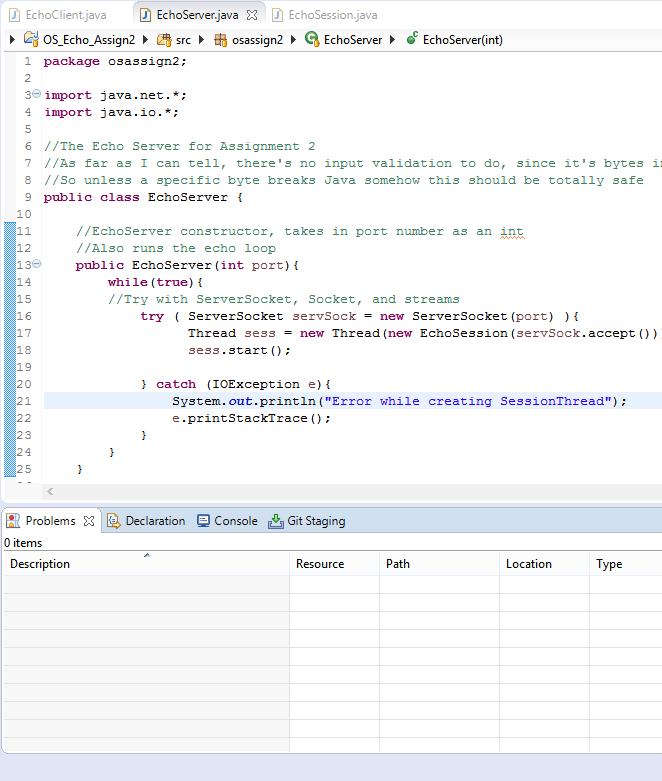 EchoClient.java EchoServer.java EchoSession.java
OS_Echo_Assign2 src osassign2 EchoServer EchoServer(int)
1 package osassign2;
2
3 import java.net.*;
4 import java.io.*;
5
6 //The Echo Server for Assignment 2
7 //As far as I can tell, there's no input validation to do, since it's bytes i
8 //So unless a specific byte breaks Java somehow this should be totally safe
9 public class EchoServer {
10
11 //EchoServer constructor, takes in port number as an int
12 //Also runs the echo loop
13 public EchoServer(int port){
14 while(true){
15 //Try with ServerSocket, Socket, and streams
16 try ( ServerSocket servSock = new ServerSocket(port) ){
17 Thread sess = new Thread(new EchoSession(servSock.accept())
18 sess.start();
19
20 } catch (IOException e){
21 System.out.println("Error while creating SessionThread");
22 e.printStackTrace();
23 }
24 }
25 }
Problems Declaration Console Git Staging
0 items
Description Resource Path Location Type